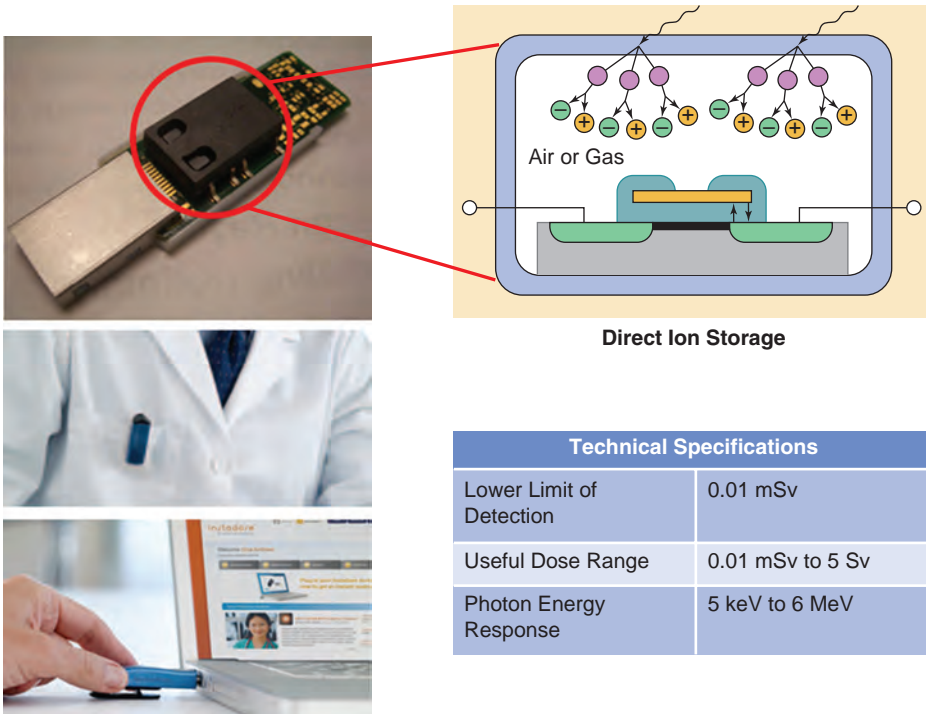 Air or Gas
Direct Ion Storage
Technical Specifications
Lower Limit of
Detection
0.01 mSv
Useful Dose Range
0.01 mSv to 5 Sv
Photon Energy
Response
5 keV to 6 MeV
instadose